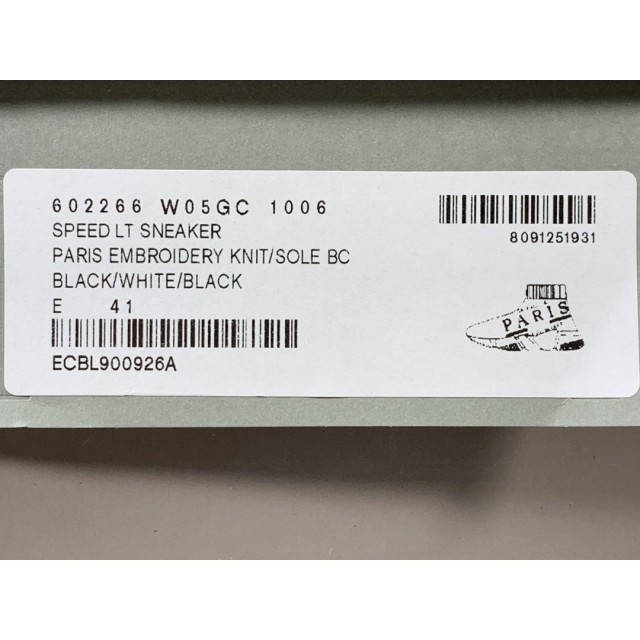 602266 W05GC 1006
SPEED LT SNEAKER
PARIS EMBROIDERY KNIT/SOLE BC
BLACK/WHITE/BLACK
E 41
ECBL900926A
8091251931
PARIS